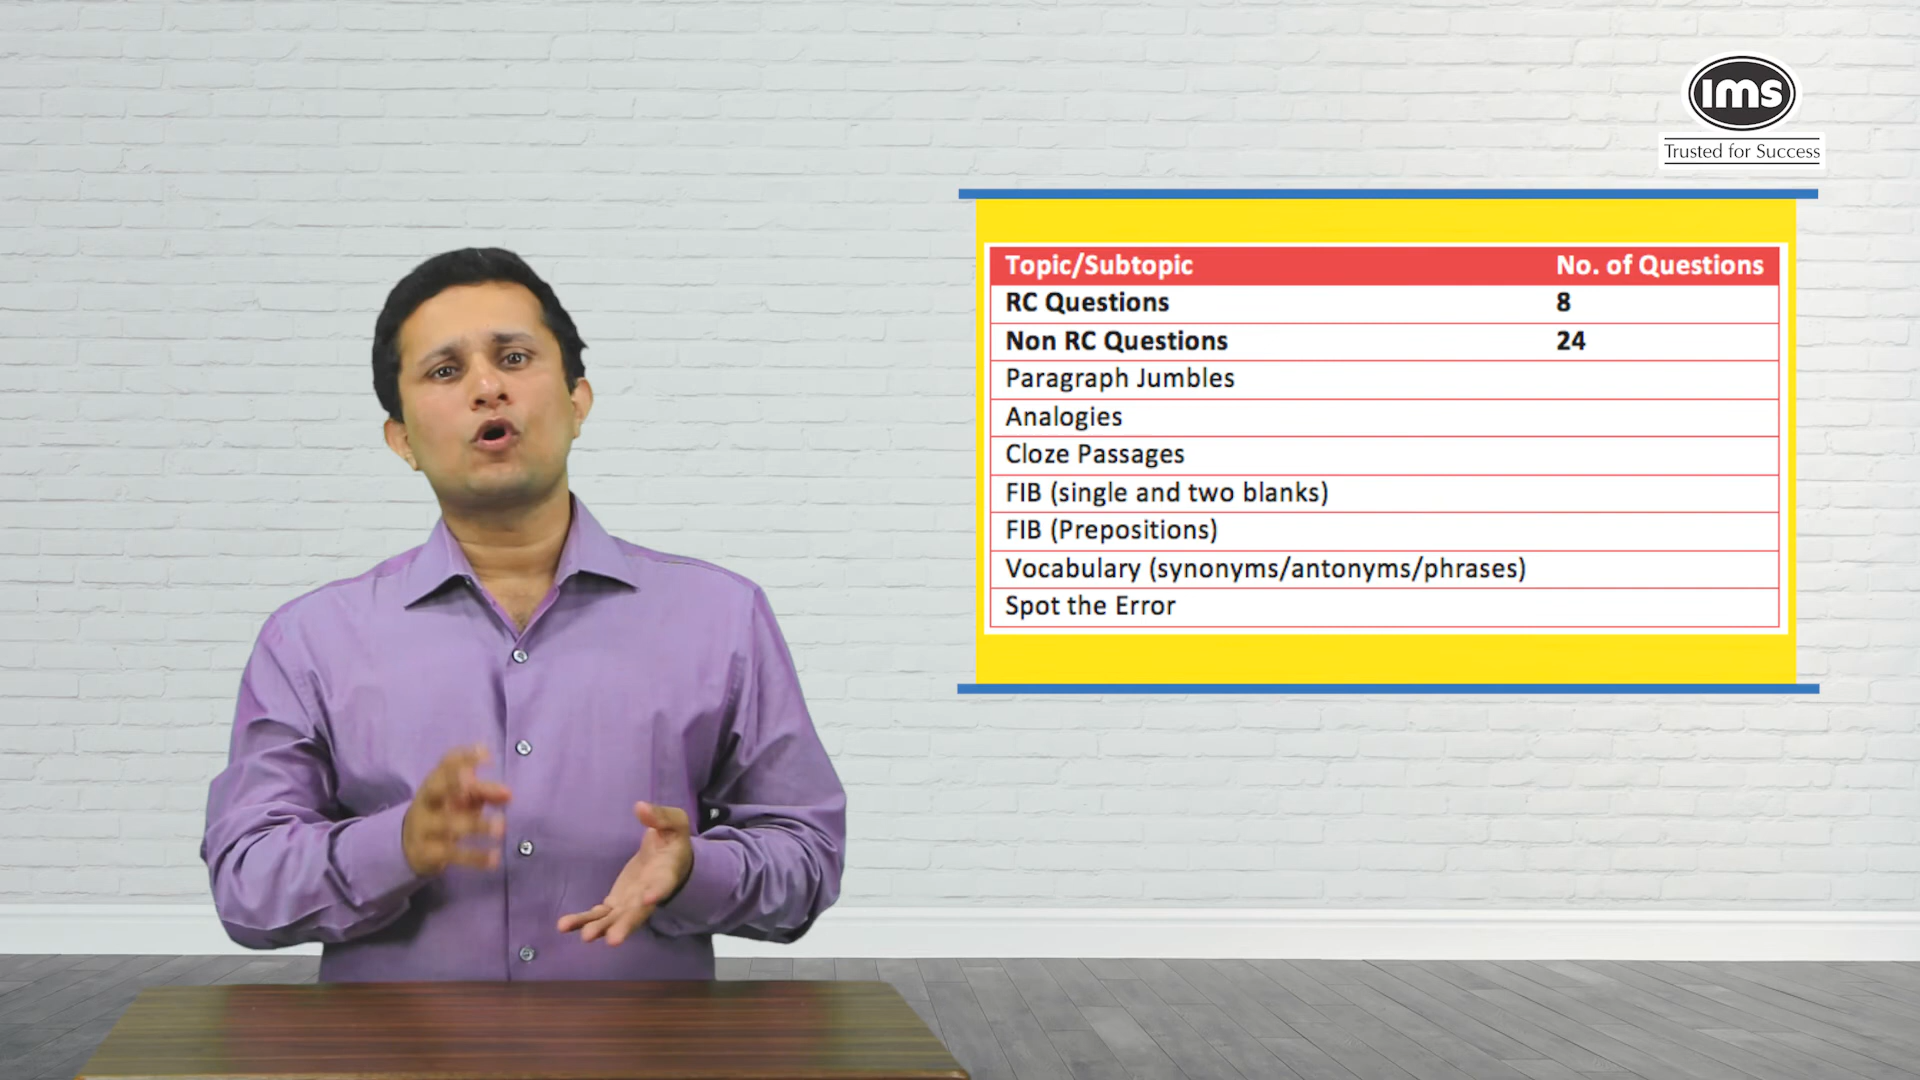 ıms
Trusted for Success
Topic/Subtopic No. of Questions
RC Questions 8
Non RC Questions 24
Paragraph Jumbles
Analogies
Cloze Passages
FIB (single and two blanks)
FIB (Prepositions)
Vocabulary (synonyms/antonyms/phrases)
Spot the Error